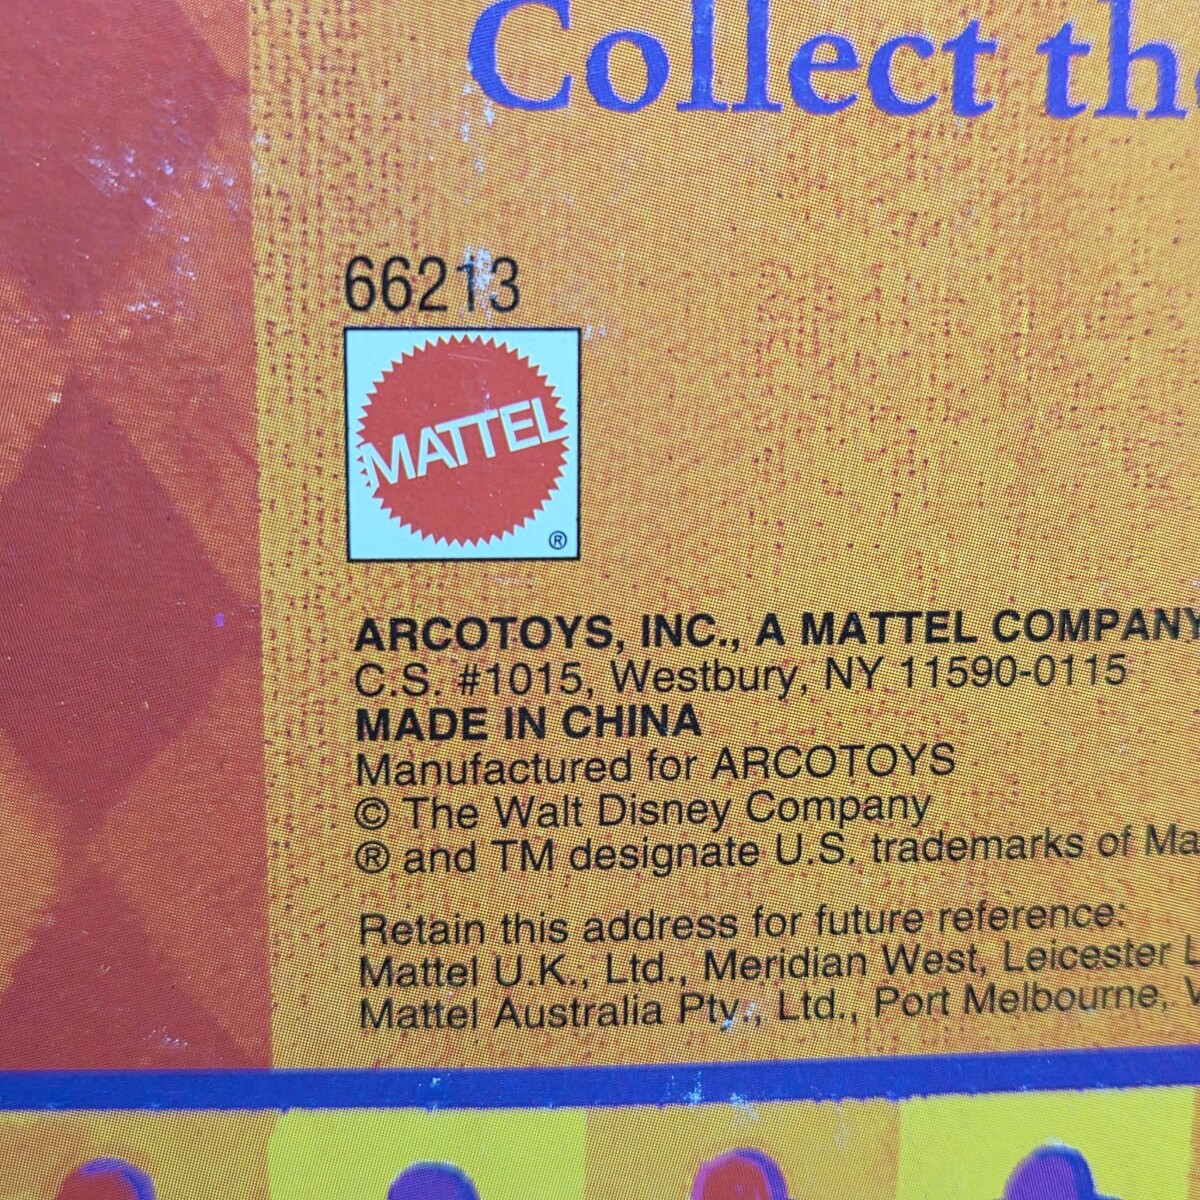 Collect the
66213
MATTEL
®
ARCOTOYS, INC., A MATTEL COMPANY
C.S. #1015, Westbury, NY 11590-0115
MADE IN CHINA
Manufactured for ARCOTOYS
© The Walt Disney Company
® and TM designate U.S. trademarks of Ma
Retain this address for future reference:
Mattel U.K., Ltd., Meridian West, Leicester L
Mattel Australia Pty., Ltd., Port Melbourne, V